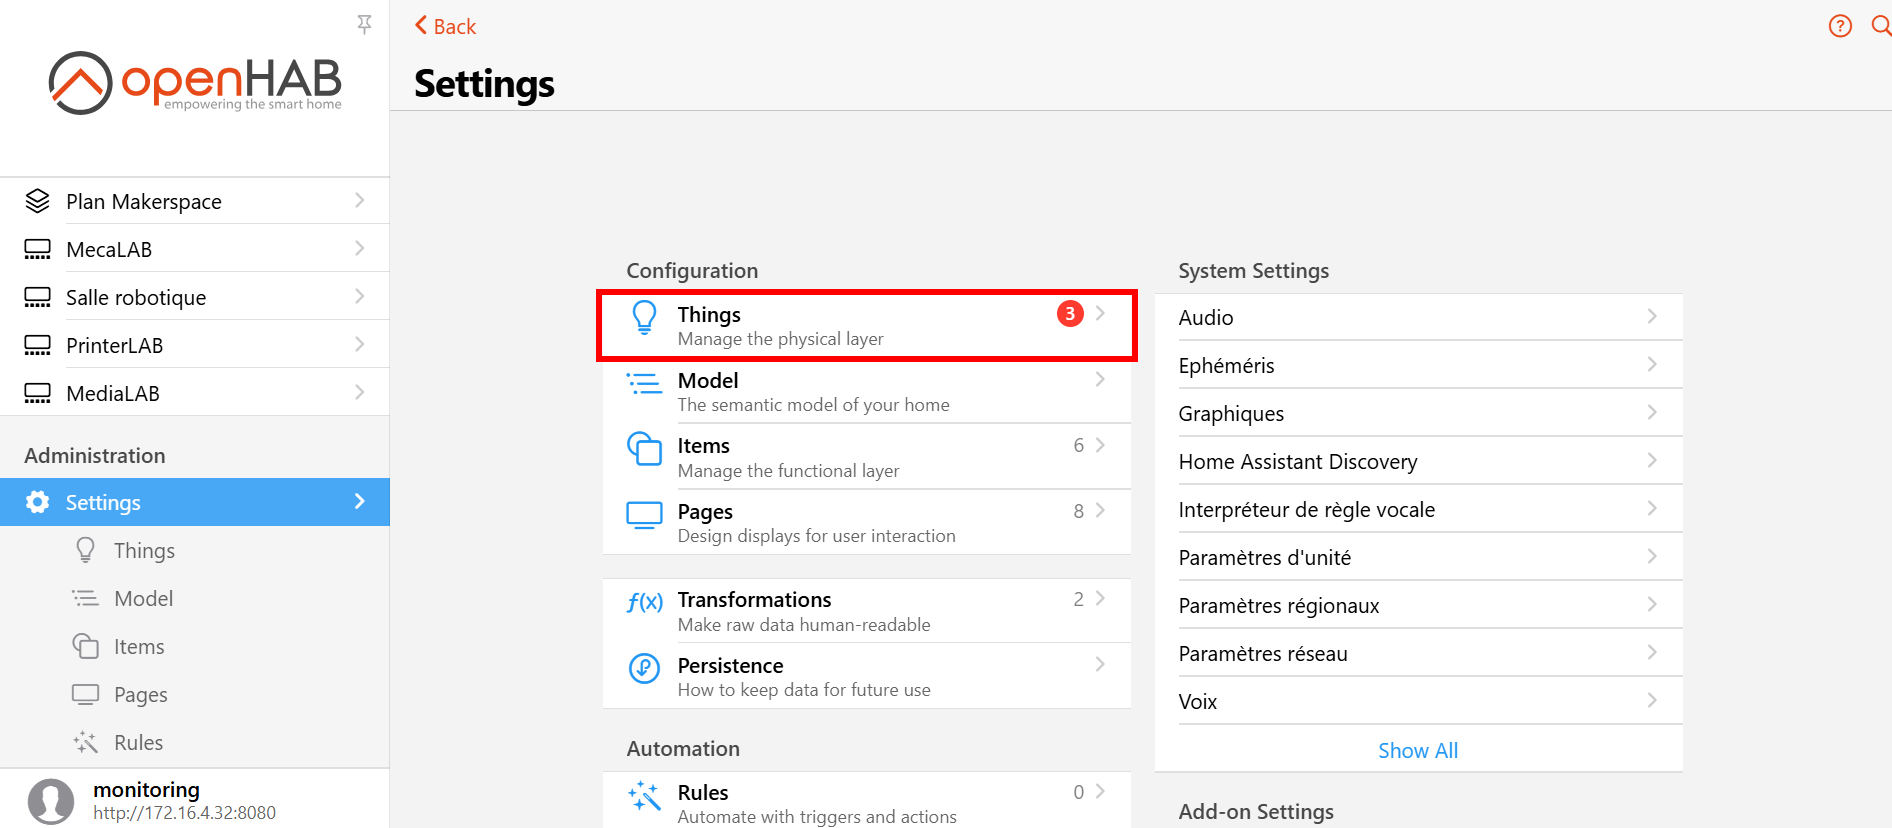 openHAB
empowering the smart home
Plan Makerspace
MecaLAB
Salle robotique
PrinterLAB
MediaLAB
Administration
Settings
Things
Model
Items
Pages
Rules
monitoring
http://172.16.4.32:8080
Back
?
Settings
Configuration
Things 3
Manage the physical layer
Model
The semantic model of your home
Items 6
Manage the functional layer
Pages 8
Design displays for user interaction
f(x) Transformations 2
Make raw data human-readable
Persistence
How to keep data for future use
Automation
Rules 0
Automate with triggers and actions
System Settings
Audio
Ephéméris
Graphiques
Home Assistant Discovery
Interpréteur de règle vocale
Paramètres d'unité
Paramètres régionaux
Paramètres réseau
Voix
Show All
Add-on Settings